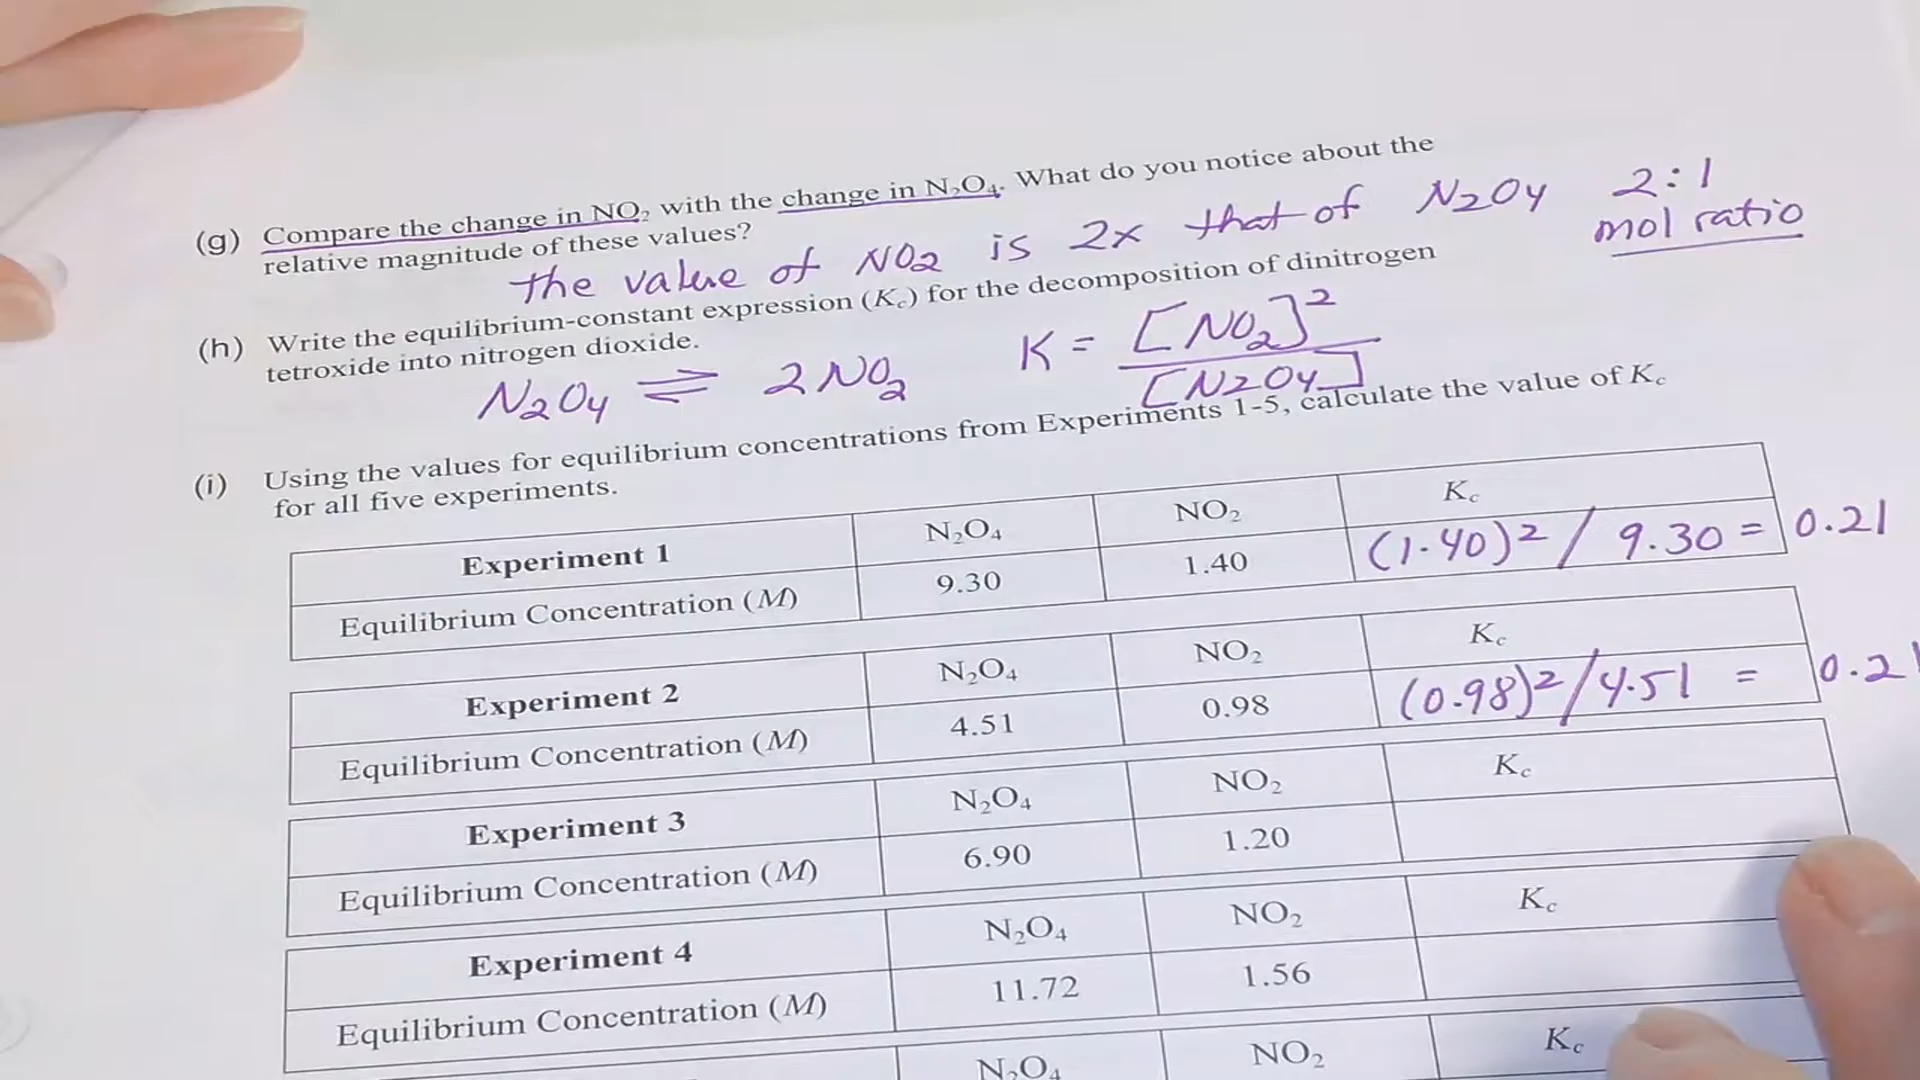 (g) Compare the change in NO₂ with the change in N₂O₄. What do you notice about the
relative magnitude of these values?
the value of NO2 is 2x that of N2O4
2:1
mol ratio
(h) Write the equilibrium-constant expression (Kc) for the decomposition of dinitrogen
tetroxide into nitrogen dioxide.
N2O4 ⇌ 2NO2
K = [NO2]²
[N2O4]
(i) Using the values for equilibrium concentrations from Experiments 1-5, calculate the value of Kc
for all five experiments.
Experiment 1 N₂O₄ NO₂ Kc
Equilibrium Concentration (M) 9.30 1.40 (1.40)² / 9.30 = 0.21
Experiment 2 N₂O₄ NO₂ Kc
Equilibrium Concentration (M) 4.51 0.98 (0.98)²/4.51 = 0.21
Experiment 3 N₂O₄ NO₂ Kc
Equilibrium Concentration (M) 6.90 1.20
Experiment 4 N₂O₄ NO₂ Kc
Equilibrium Concentration (M) 11.72 1.56
N₂O₄ NO₂ Kc